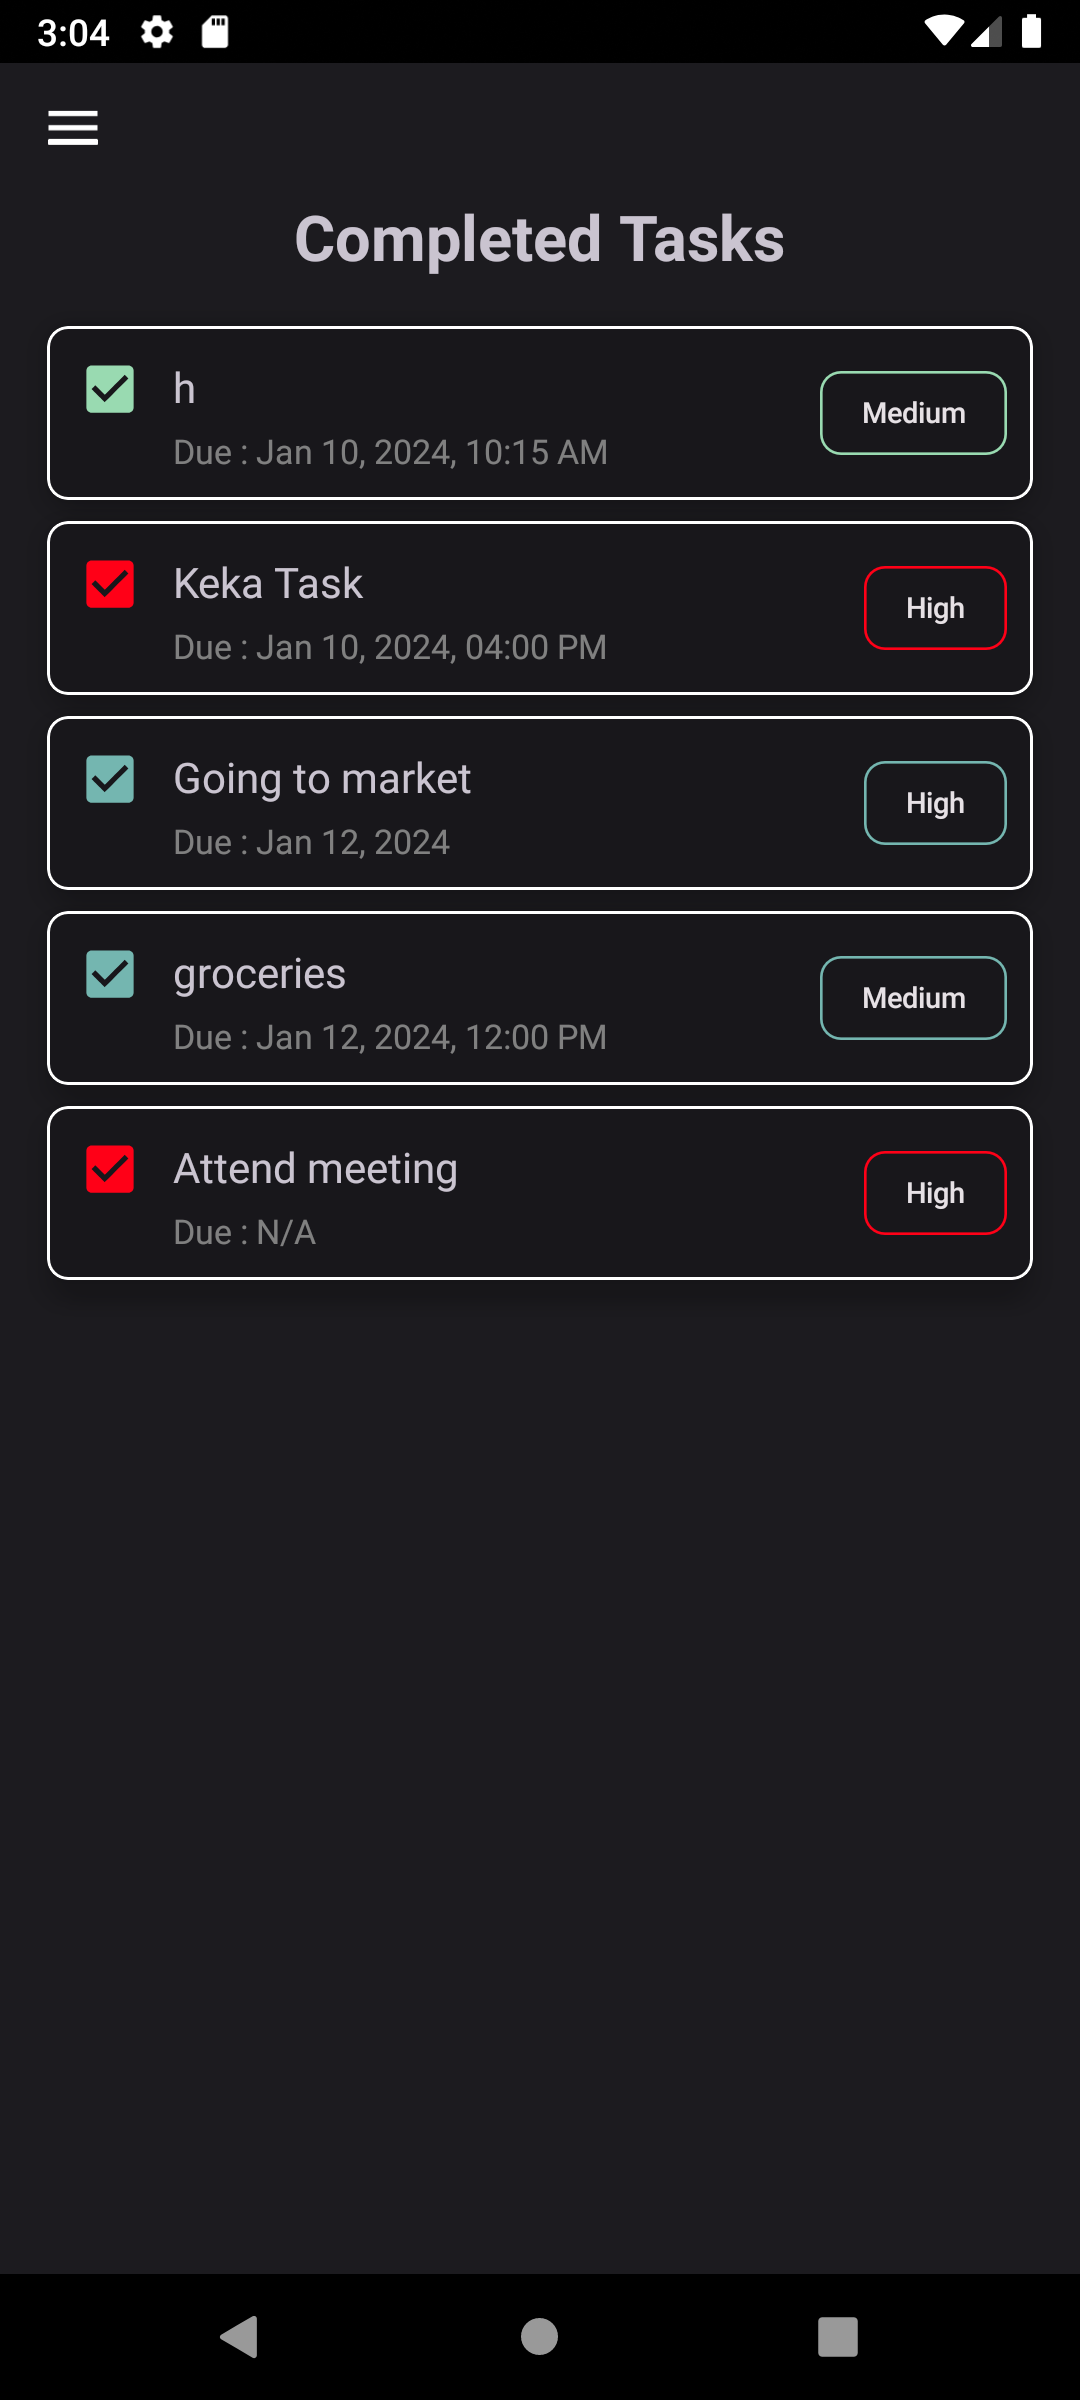 3:04
Completed Tasks
h
Medium
Due : Jan 10, 2024, 10:15 AM
Keka Task
High
Due : Jan 10, 2024, 04:00 PM
Going to market
High
Due : Jan 12, 2024
groceries
Medium
Due : Jan 12, 2024, 12:00 PM
Attend meeting
High
Due : N/A